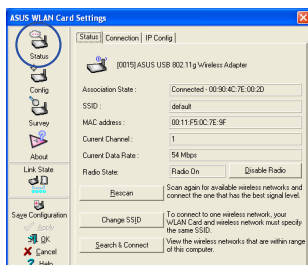 ASUS WLAN Card Settings
Status
Config
Survey
About
Link State
Save Configuration
Apply
OK
Cancel
Help
Status Connection IP Config
[0015] ASUS USB 802.11g Wireless Adapter
Association State : Connected - 00:90:4C:7E:00:2D
SSID : default
MAC address : 00:11:F5:0C:7E:9F
Current Channel : 1
Current Data Rate : 54 Mbps
Radio State: Radio On Disable Radio
Rescan Scan again for available wireless networks and
connect the one that has the best signal level.
Change SSID To connect to one wireless network, your
WLAN Card and wireless network must specify
the same SSID.
Search & Connect View the wireless networks that are within range
of this computer.